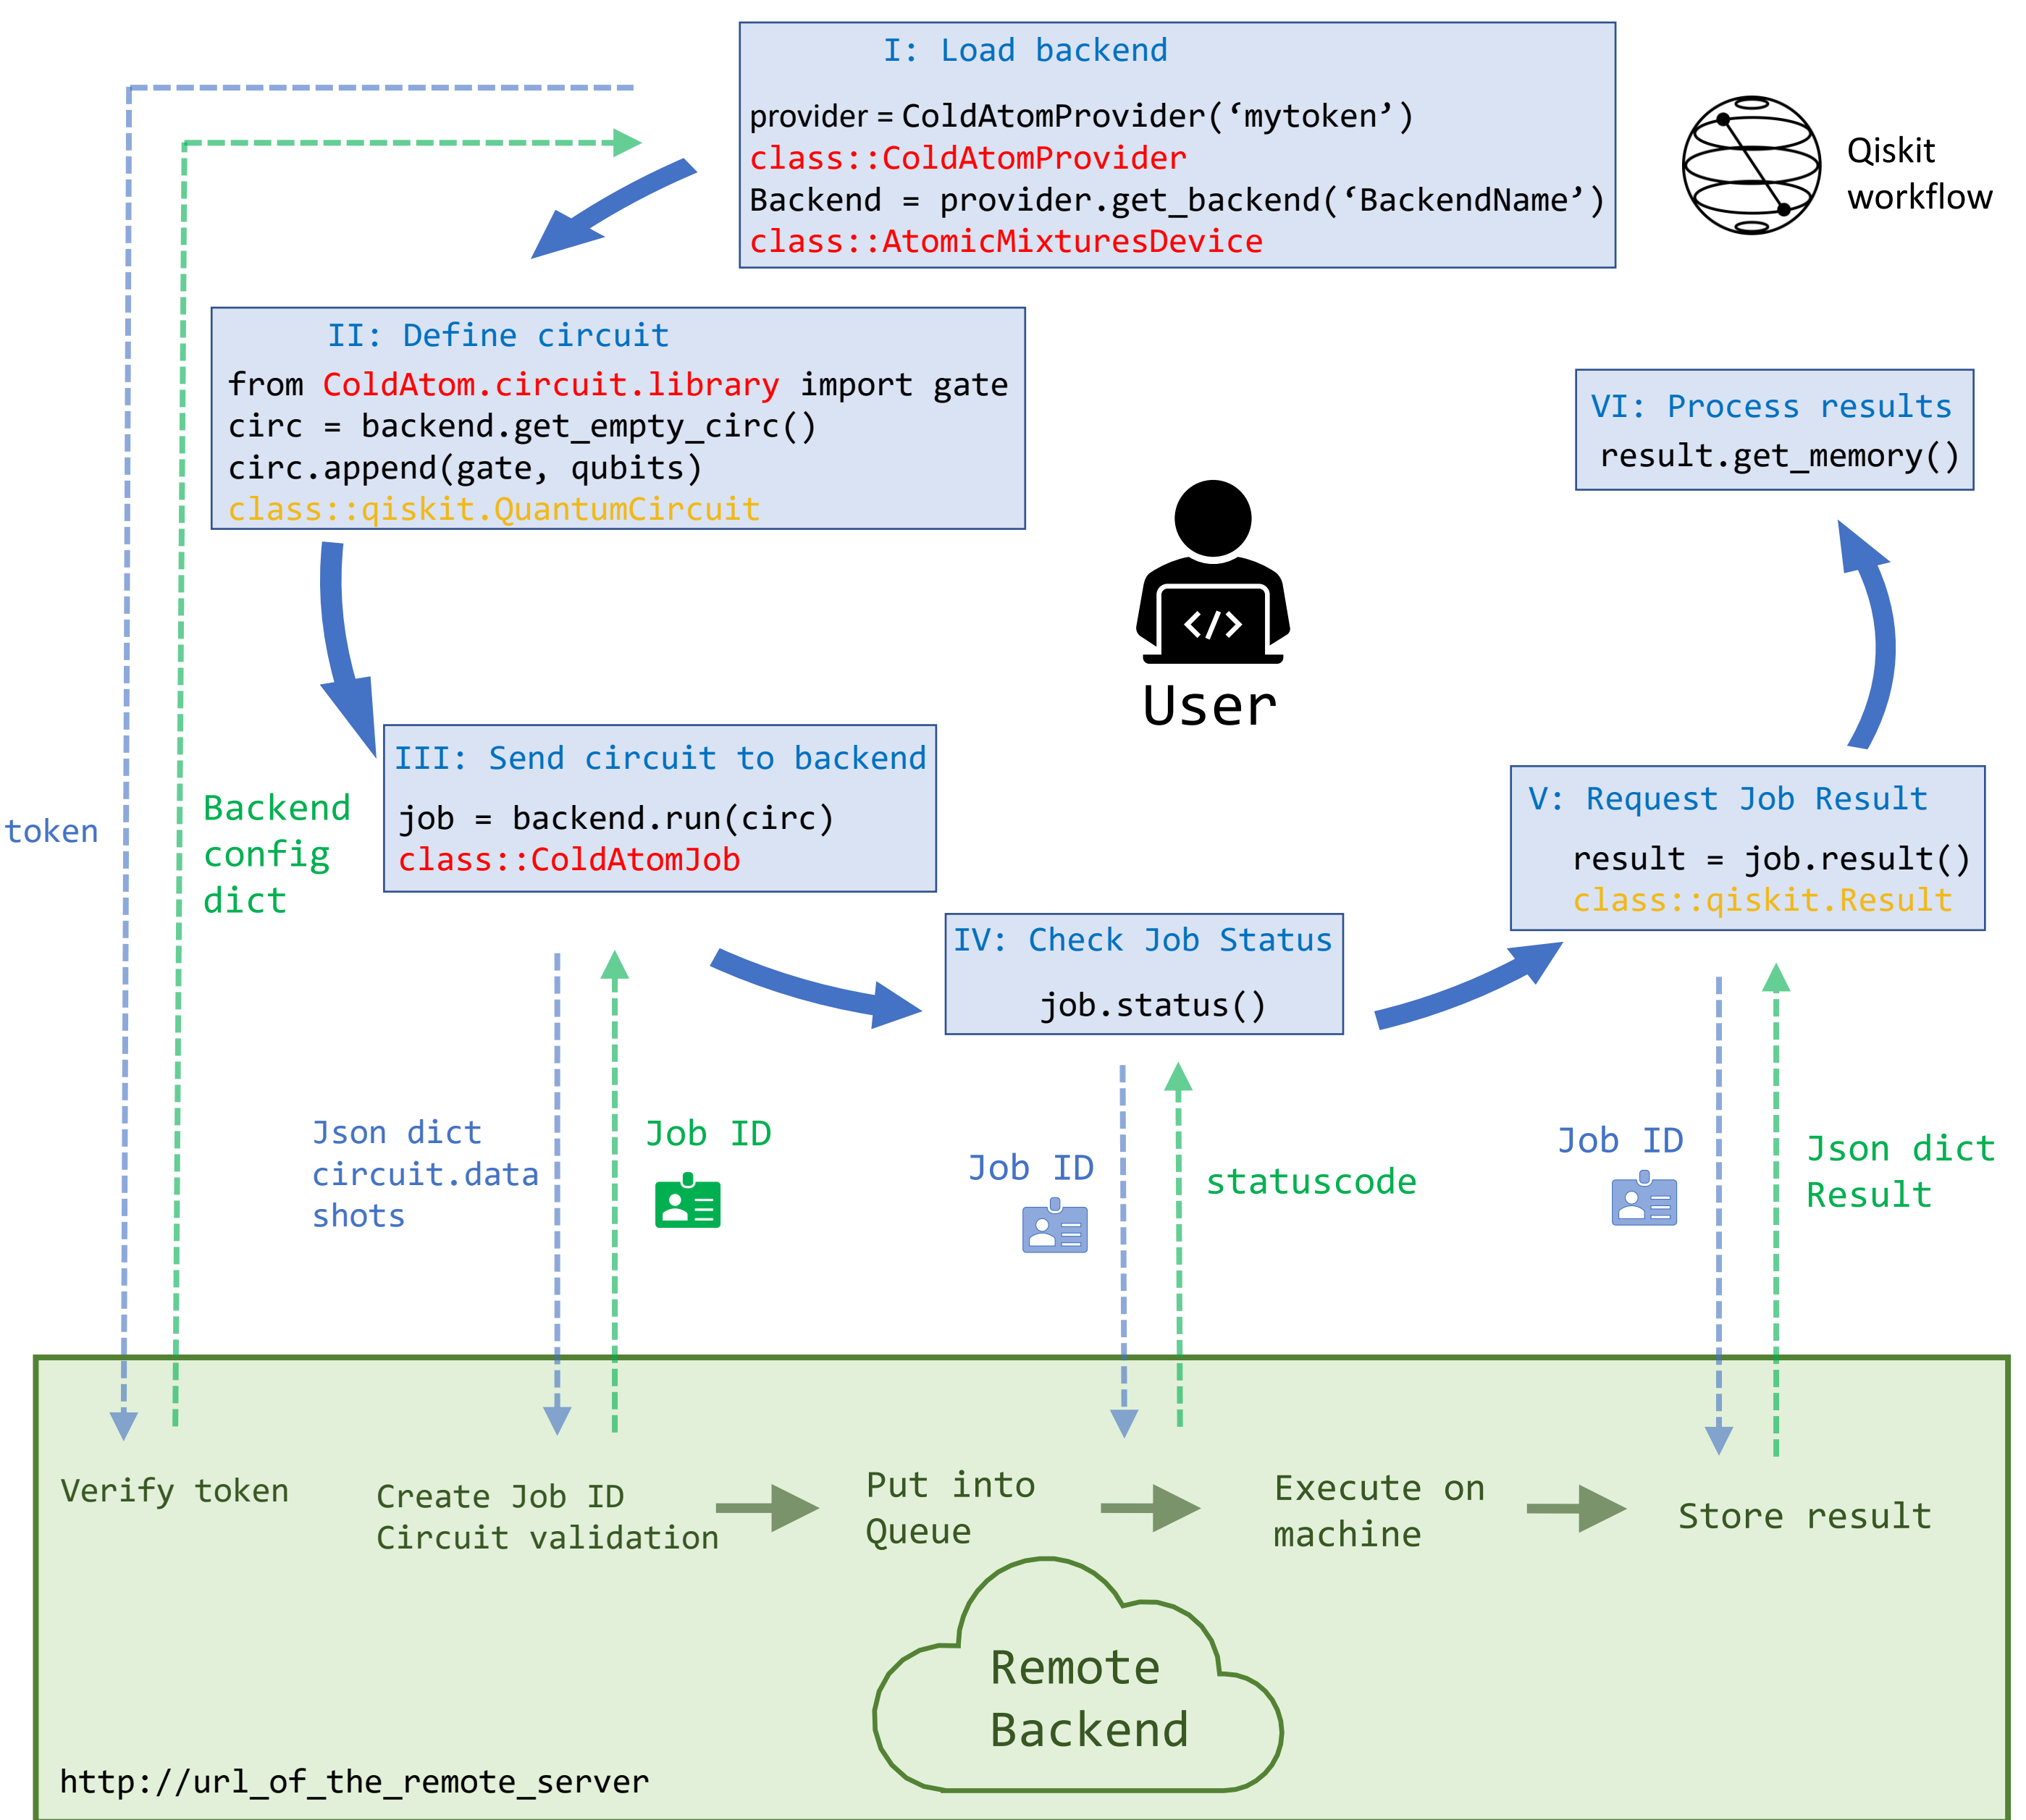 I: Load backend
provider = ColdAtomProvider(‘mytoken’)
class::ColdAtomProvider
Backend = provider.get_backend(‘BackendName’)
class::AtomicMixturesDevice
Qiskit
workflow
II: Define circuit
from ColdAtom.circuit.library import gate
circ = backend.get_empty_circ()
circ.append(gate, qubits)
class::qiskit.QuantumCircuit
VI: Process results
result.get_memory()
User
III: Send circuit to backend
job = backend.run(circ)
class::ColdAtomJob
V: Request Job Result
result = job.result()
class::qiskit.Result
token
Backend
config
dict
IV: Check Job Status
job.status()
Json dict
circuit.data
shots
Job ID
Job ID
statuscode
Job ID
Json dict
Result
Verify token
Create Job ID
Circuit validation
Put into
Queue
Execute on
machine
Store result
Remote
Backend
http://url_of_the_remote_server